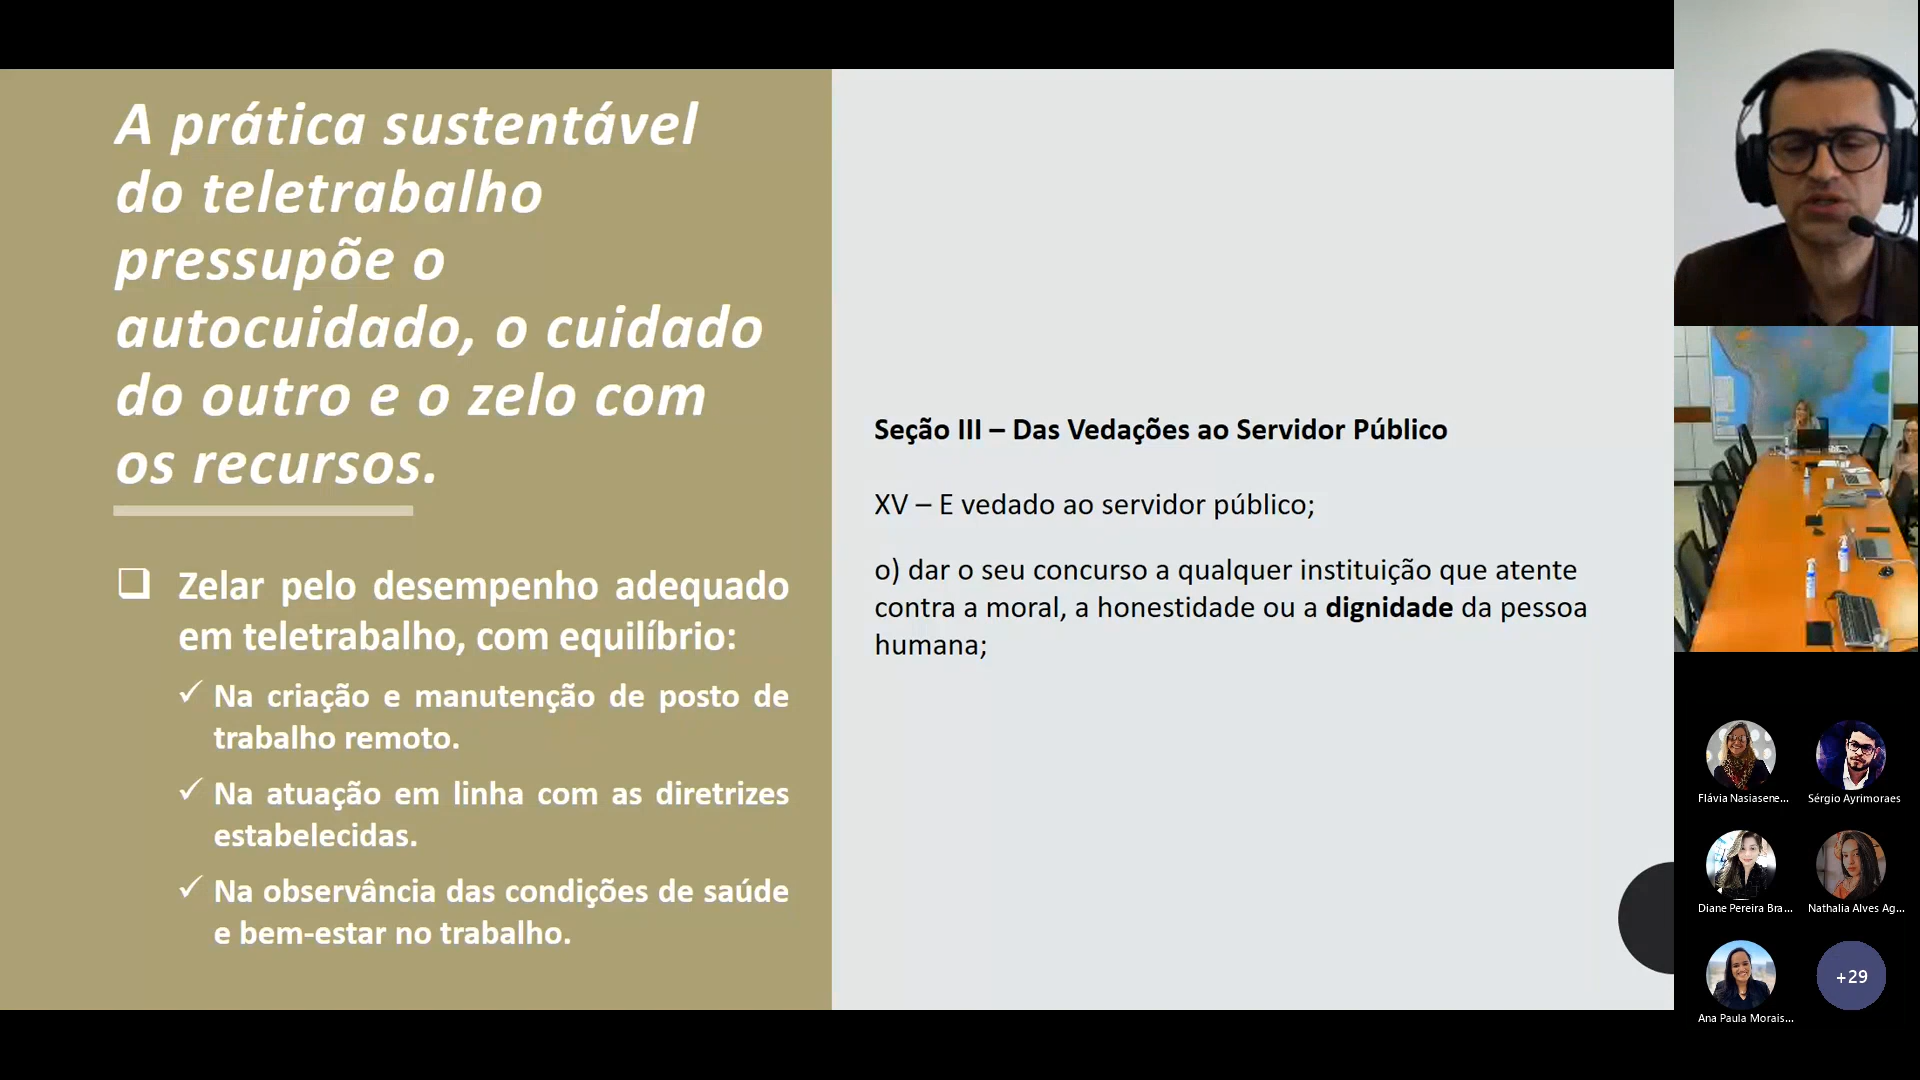 A prática sustentável
do teletrabalho
pressupõe o
autocuidado, o cuidado
do outro e o zelo com
os recursos.
Zelar pelo desempenho adequado
em teletrabalho, com equilíbrio:
Na criação e manutenção de posto de
trabalho remoto.
Na atuação em linha com as diretrizes
estabelecidas.
Na observância das condições de saúde
e bem-estar no trabalho.
Seção III – Das Vedações ao Servidor Público
XV – E vedado ao servidor público;
o) dar o seu concurso a qualquer instituição que atente
contra a moral, a honestidade ou a dignidade da pessoa
humana;
Flávia Nasiasene...
Sérgio Ayrimoraes
Diane Pereira Bra...
Nathalia Alves Ag...
Ana Paula Morais...
+29